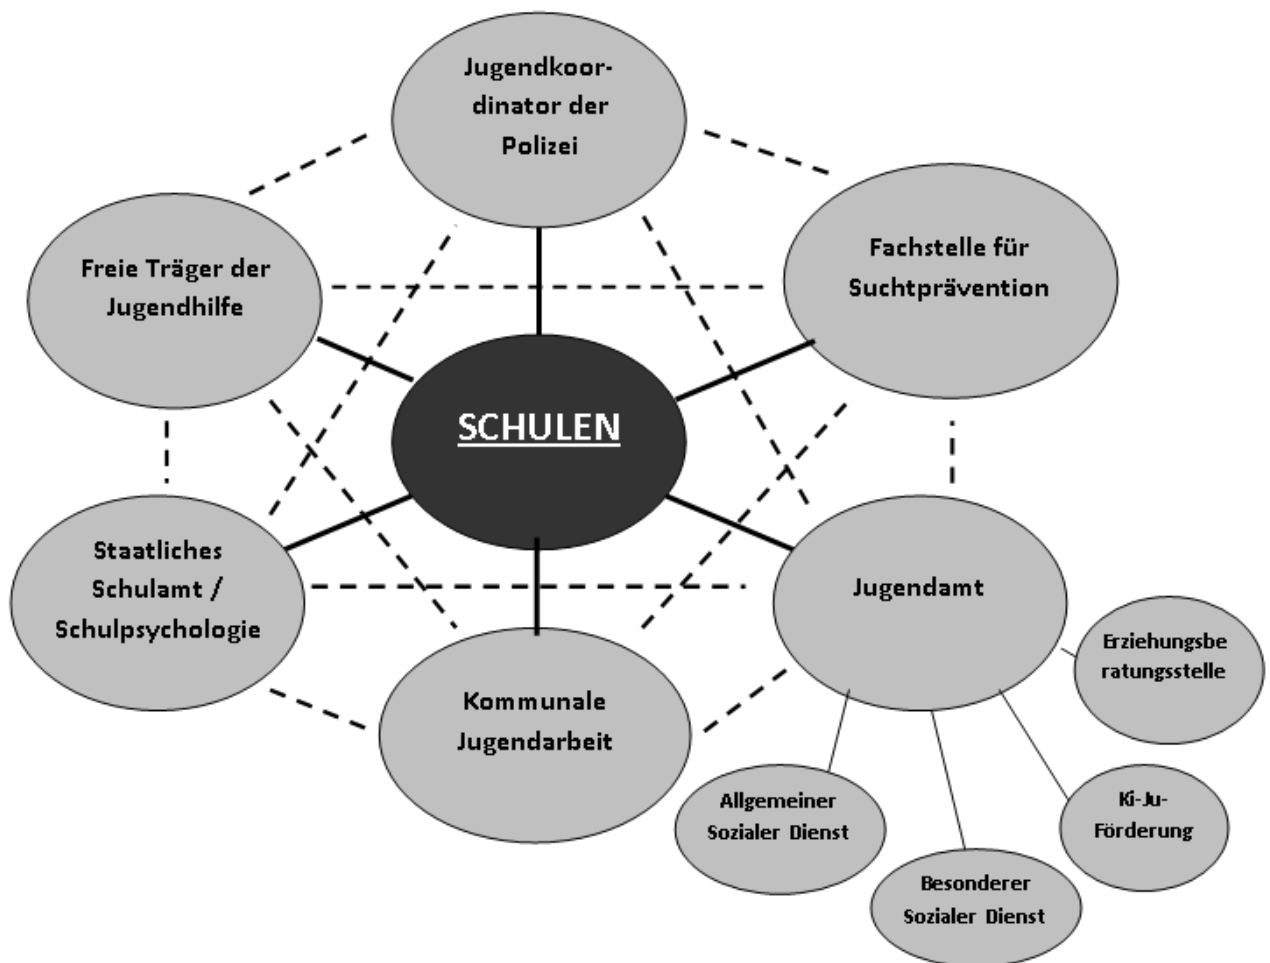 Jugendkoor-
dinator der
Polizei
Freie Träger der
Jugendhilfe
Fachstelle für
Suchtprävention
SCHULEN
Staatliches
Schulamt /
Schulpsychologie
Jugendamt
Kommunale
Jugendarbeit
Erziehungsbe
ratungsstelle
Allgemeiner
Sozialer Dienst
Ki-Ju-
Förderung
Besonderer
Sozialer Dienst